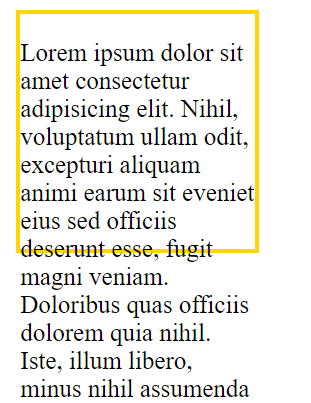 Lorem ipsum dolor sit
amet consectetur
adipisicing elit. Nihil,
voluptatum ullam odit,
excepturi aliquam
animi earum sit eveniet
eius sed officiis
deserunt esse, fugit
magni veniam.
Doloribus quas officiis
dolorem quia nihil.
Iste, illum libero,
minus nihil assumenda